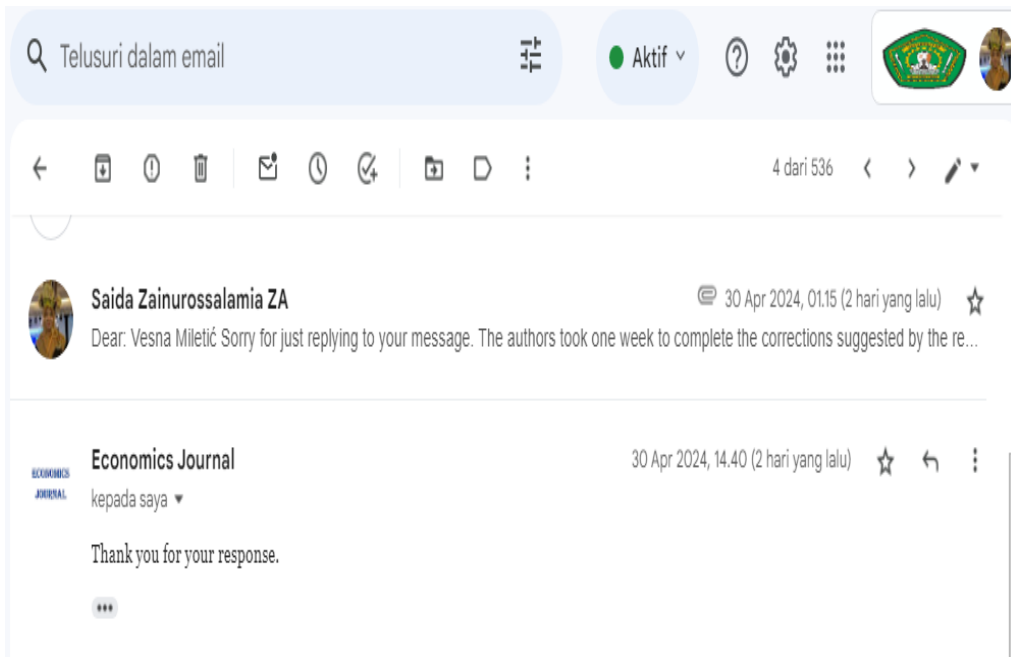 Telusuri dalam email
Aktif
4 dari 536
Saida Zainurossalamia ZA
30 Apr 2024, 01.15 (2 hari yang lalu)
Dear: Vesna Miletić Sorry for just replying to your message. The authors took one week to complete the corrections suggested by the re...
ECONOMICS
JOURNAL
Economics Journal
30 Apr 2024, 14.40 (2 hari yang lalu)
kepada saya
Thank you for your response.